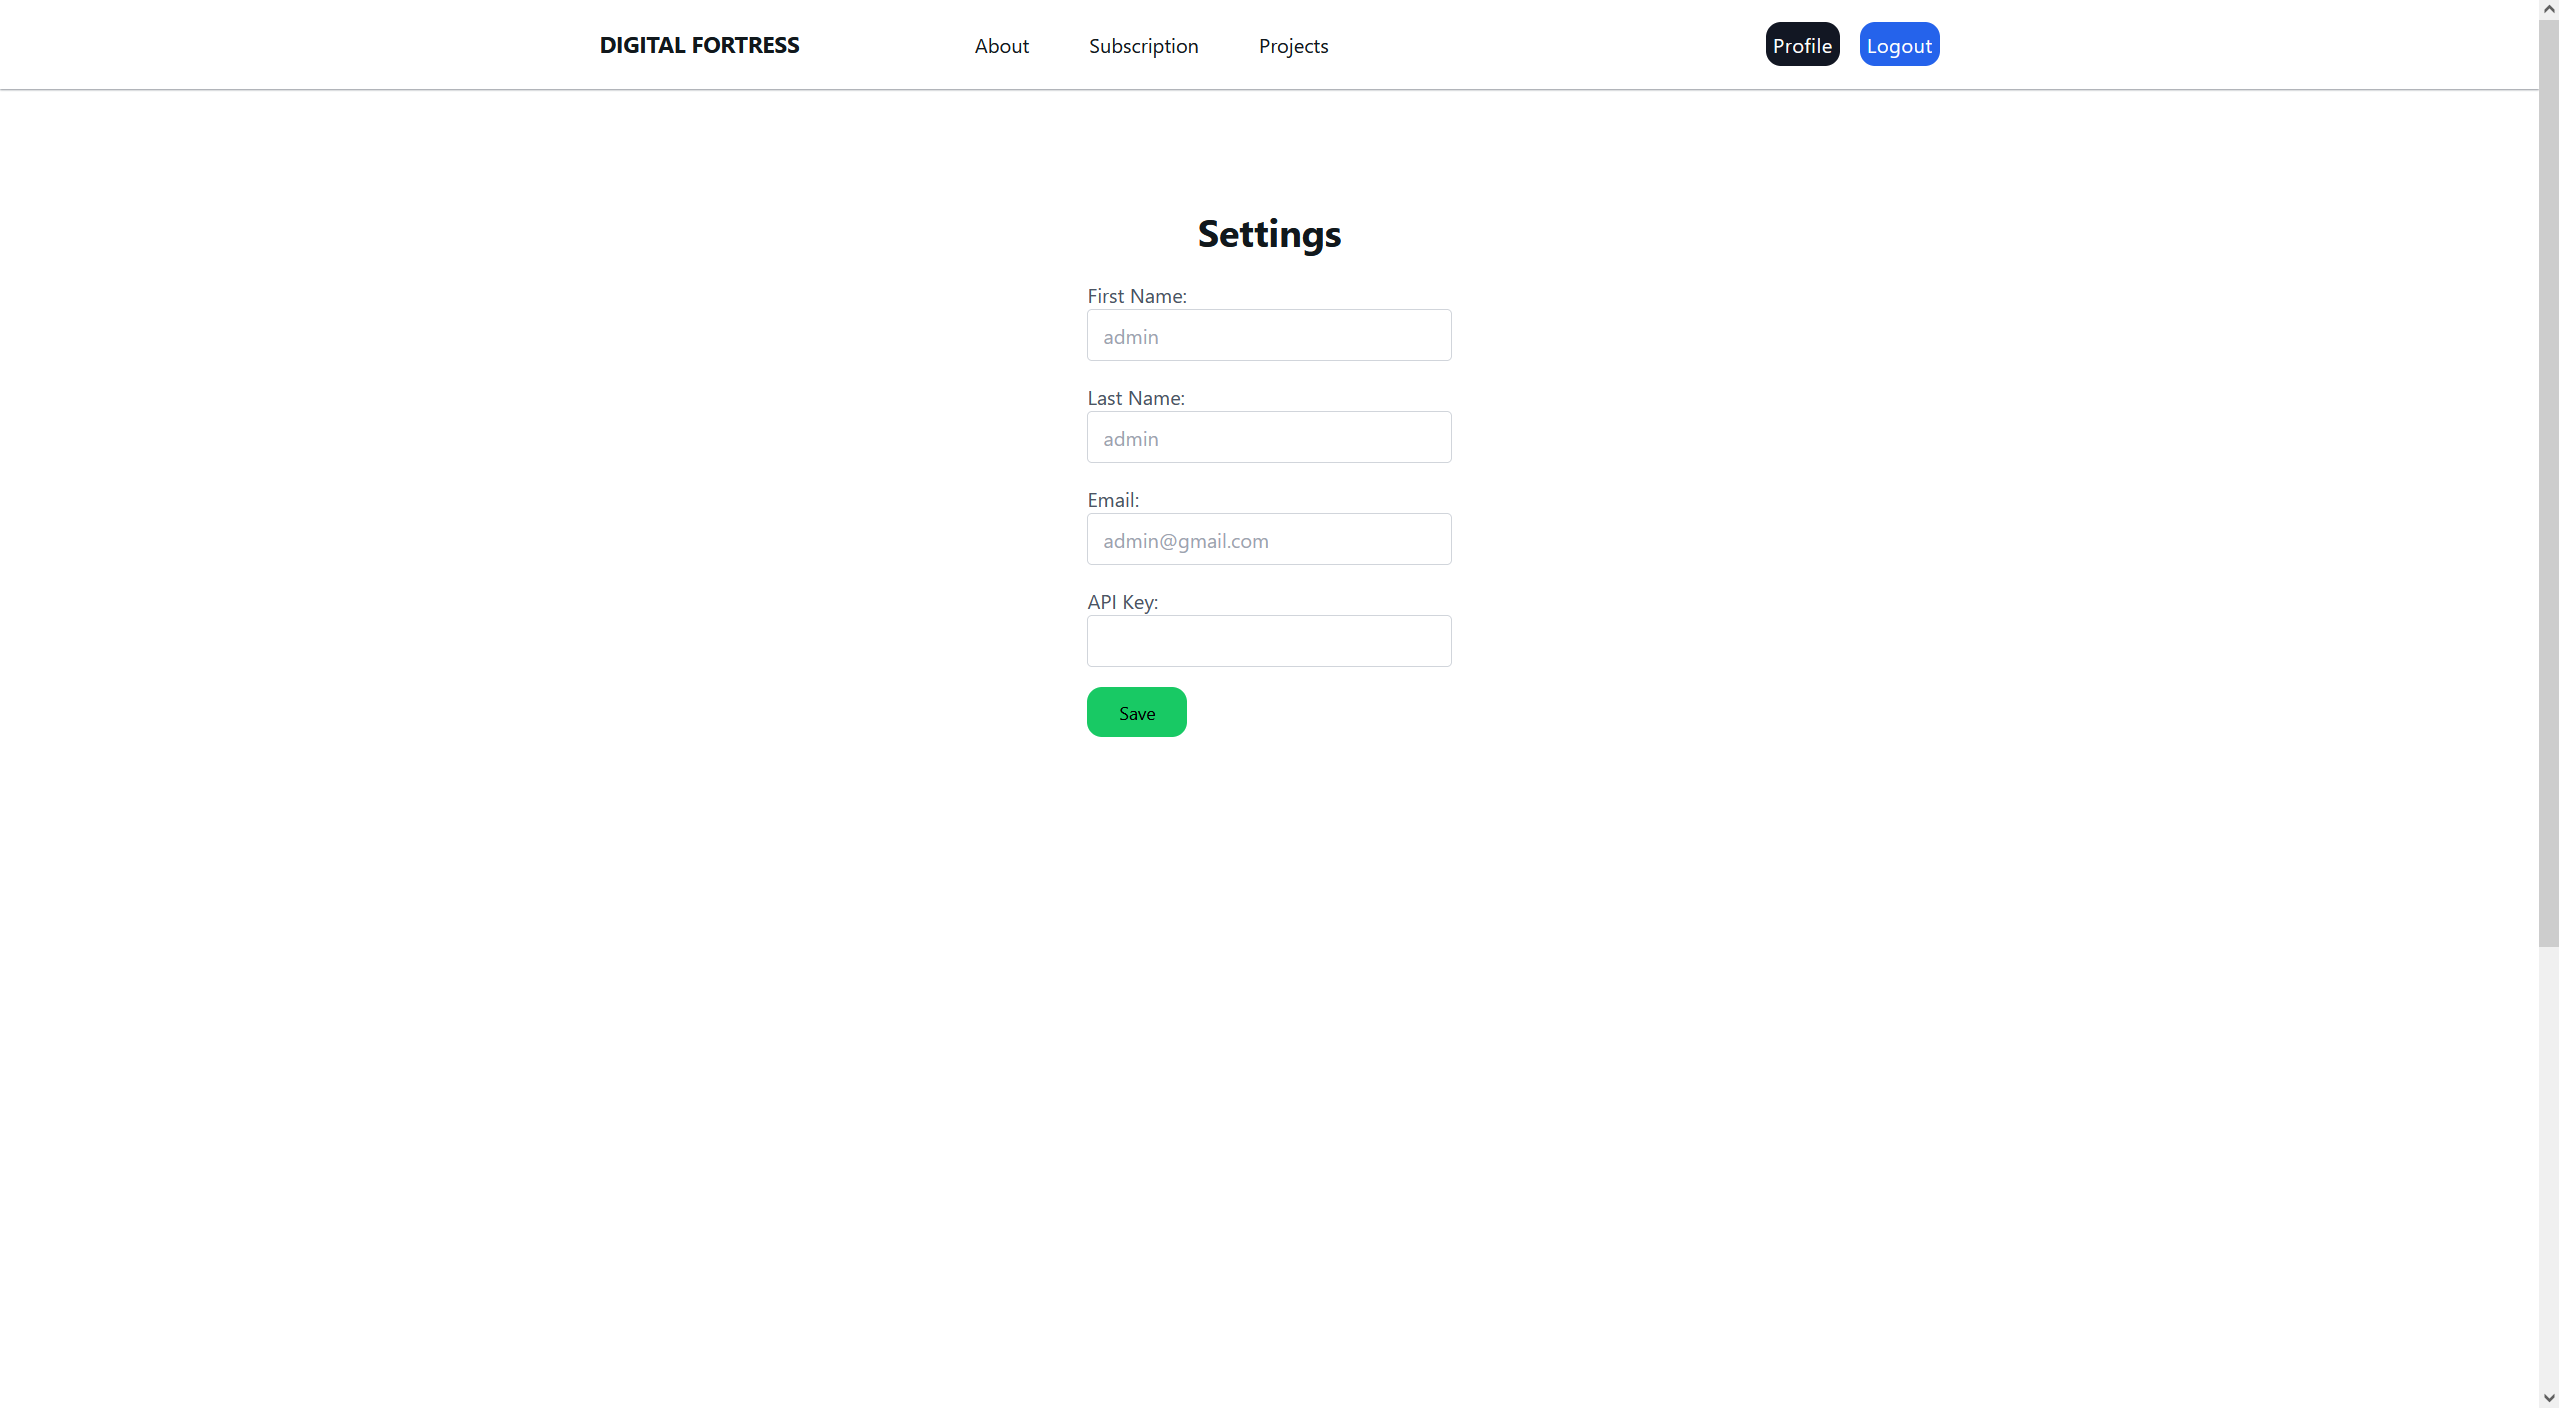 DIGITAL FORTRESS
About
Subscription
Projects
Profile
Logout
Settings
First Name:
admin
Last Name:
admin
Email:
admin@gmail.com
API Key:
Save